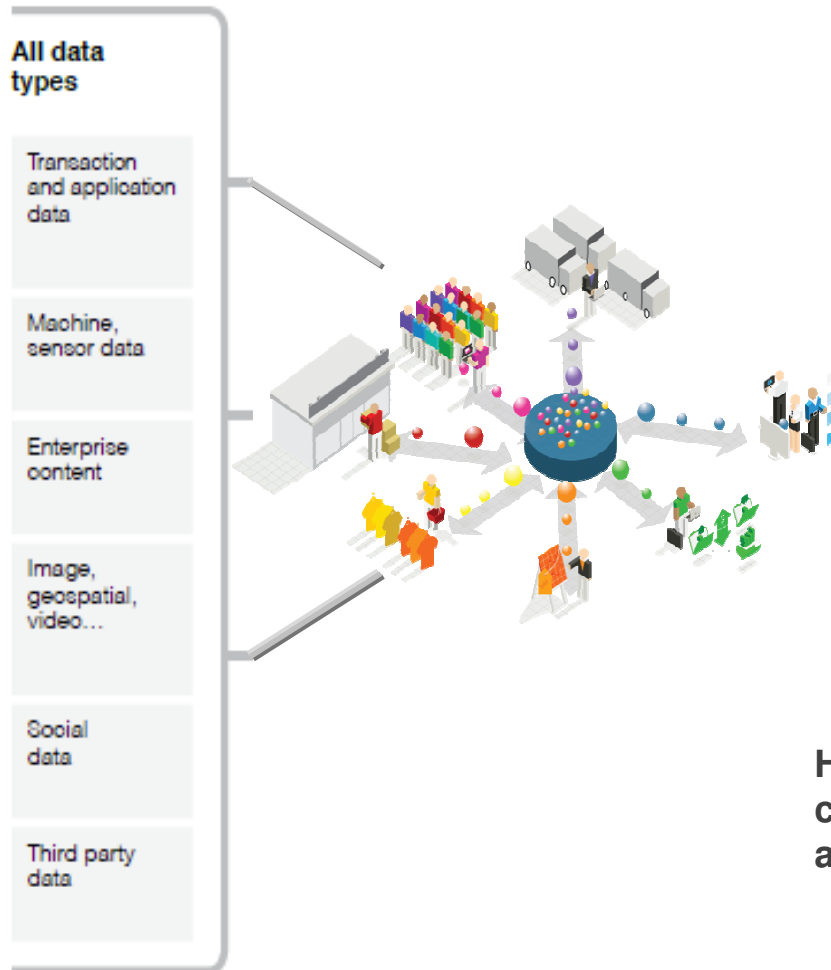 All data
types
Transaction
and application
data
Machine,
sensor data
Enterprise
content
Image,
geospatial,
video...
Social
data
Third party
data
H
c
a